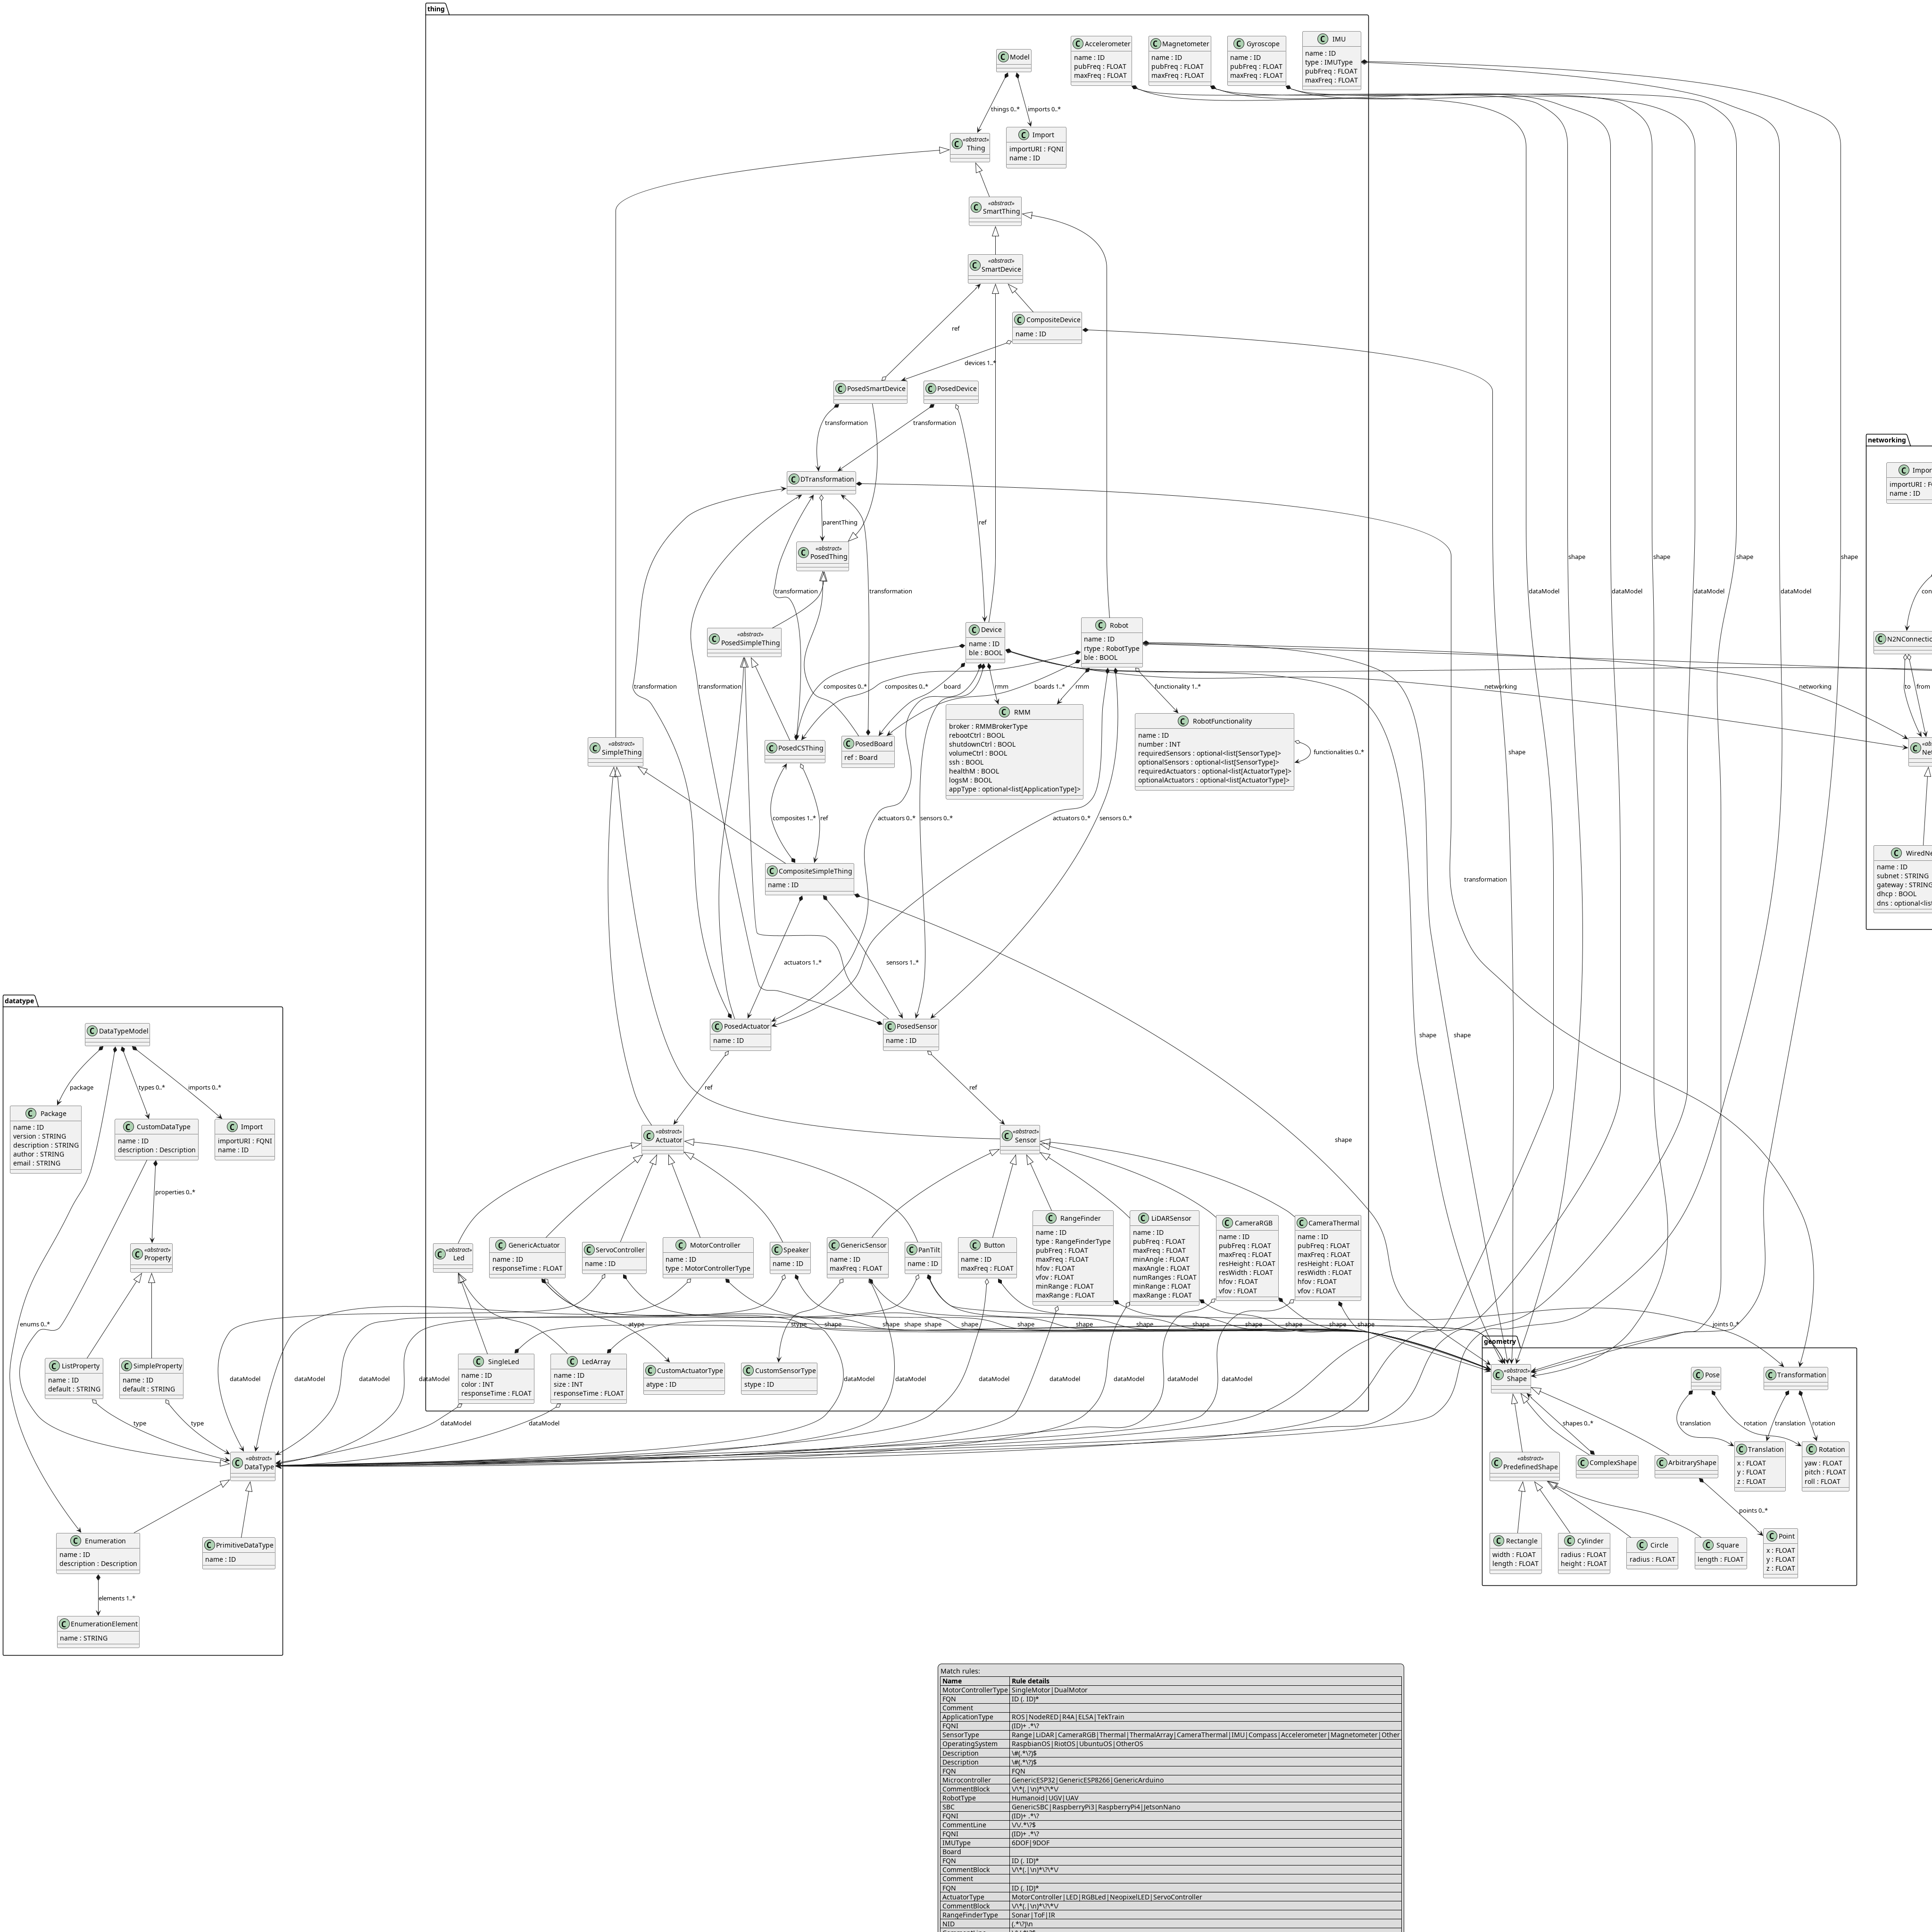 thing
C Model
C Accelerometer
name : ID
pubFreq : FLOAT
maxFreq : FLOAT
C Magnetometer
name : ID
pubFreq : FLOAT
maxFreq : FLOAT
C Gyroscope
name : ID
pubFreq : FLOAT
maxFreq : FLOAT
C IMU
name : ID
type : IMUType
pubFreq : FLOAT
maxFreq : FLOAT
things 0..*
imports 0..*
C «abstract»
Thing
C Import
importURI : FQNI
name : ID
C «abstract»
SmartThing
C «abstract»
SmartDevice
C CompositeDevice
name : ID
ref
devices 1..*
C PosedSmartDevice
C PosedDevice
transformation
transformation
C DTransformation
parentThing
ref
C «abstract»
PosedThing
transformation
transformation
shape
dataModel
shape
dataModel
shape
dataModel
shape
dataModel
shape
C «abstract»
PosedSimpleThing
C Device
name : ID
ble : BOOL
C Robot
name : ID
rtype : RobotType
ble : BOOL
transformation
transformation
composites 0..*
composites 0..*
board
rmm
boards 1..*
rmm
functionality 1..*
networking
networking
C «abstract»
SimpleThing
C PosedCSThing
C PosedBoard
ref : Board
C RMM
broker : RMMBrokerType
rebootCtrl : BOOL
shutdownCtrl : BOOL
volumeCtrl : BOOL
ssh : BOOL
healthM : BOOL
logsM : BOOL
appType : optional<list[ApplicationType]>
C RobotFunctionality
name : ID
number : INT
requiredSensors : optional<list[SensorType]>
optionalSensors : optional<list[SensorType]>
requiredActuators : optional<list[ActuatorType]>
optionalActuators : optional<list[ActuatorType]>
functionalities 0..*
composites 1..*
ref
actuators 0..*
sensors 0..*
actuators 0..*
sensors 0..*
C CompositeSimpleThing
name : ID
transformation
actuators 1..*
sensors 1..*
C PosedActuator
name : ID
C PosedSensor
name : ID
shape
shape
ref
ref
C «abstract»
Actuator
C «abstract»
Sensor
shape
C «abstract»
Led
C GenericActuator
name : ID
responseTime : FLOAT
C ServoController
name : ID
C MotorController
name : ID
type : MotorControllerType
C Speaker
name : ID
C GenericSensor
name : ID
maxFreq : FLOAT
C PanTilt
name : ID
C Button
name : ID
maxFreq : FLOAT
C RangeFinder
name : ID
type : RangeFinderType
pubFreq : FLOAT
maxFreq : FLOAT
hfov : FLOAT
vfov : FLOAT
minRange : FLOAT
maxRange : FLOAT
C LiDARSensor
name : ID
pubFreq : FLOAT
maxFreq : FLOAT
minAngle : FLOAT
maxAngle : FLOAT
numRanges : FLOAT
minRange : FLOAT
maxRange : FLOAT
C CameraRGB
name : ID
pubFreq : FLOAT
maxFreq : FLOAT
resHeight : FLOAT
resWidth : FLOAT
hfov : FLOAT
vfov : FLOAT
C CameraThermal
name : ID
pubFreq : FLOAT
maxFreq : FLOAT
resHeight : FLOAT
resWidth : FLOAT
hfov : FLOAT
vfov : FLOAT
atype
stype
shape
shape
shape
shape
shape
shape
shape
shape
shape
shape
joints 0..*
C SingleLed
name : ID
color : INT
responseTime : FLOAT
C LedArray
name : ID
size : INT
responseTime : FLOAT
C CustomActuatorType
atype : ID
C CustomSensorType
stype : ID
dataModel
dataModel
dataModel
dataModel
dataModel
dataModel
dataModel
dataModel
dataModel
dataModel
dataModel
dataModel
dataModel
networking
C N2NConnection
to
from
importURI
name : ID
name : ID
subnet : STRING
dhcp : BOOL
datatype
C DataTypeModel
package
types 0..*
imports 0..*
C Package
name : ID
version : STRING
description : STRING
author : STRING
email : STRING
C CustomDataType
name : ID
description : Description
C Import
importURI : FQNI
name : ID
properties 0..*
C «abstract»
Property
enums 0..*
C ListProperty
name : ID
default : STRING
C SimpleProperty
name : ID
default : STRING
type
type
C «abstract»
DataType
C Enumeration
name : ID
description : Description
C PrimitiveDataType
name : ID
elements 1..*
C EnumerationElement
name : STRING
geometry
C «abstract»
Shape
C Pose
C Transformation
shapes 0..*
translation
rotation
translation
rotation
C «abstract»
PredefinedShape
C ComplexShape
C ArbitraryShape
C Translation
x : FLOAT
y : FLOAT
z : FLOAT
C Rotation
yaw : FLOAT
pitch : FLOAT
roll : FLOAT
points 0..*
C Rectangle
width : FLOAT
length : FLOAT
C Cylinder
radius : FLOAT
height : FLOAT
C Circle
radius : FLOAT
C Square
length : FLOAT
C Point
x : FLOAT
y : FLOAT
z : FLOAT
Match rules:
Name Rule details
MotorControllerType SingleMotor|DualMotor
FQN ID (. ID)*
Comment
ApplicationType ROS|NodeRED|R4A|ELSA|TekTrain
FQNI (ID)+ .*\?
SensorType Range|LiDAR|CameraRGB|Thermal|ThermalArray|CameraThermal|IMU|Compass|Accelerometer|Magnetometer|Other
OperatingSystem RaspbianOS|RiotOS|UbuntuOS|OtherOS
Description \#(.*\?)$
Description \#(.*\?)$
FQN FQN
Microcontroller GenericESP32|GenericESP8266|GenericArduino
CommentBlock \/\*(.|\n)*\?\*\/
RobotType Humanoid|UGV|UAV
SBC GenericSBC|RaspberryPi3|RaspberryPi4|JetsonNano
FQNI (ID)+ .*\?
CommentLine \/\/.*\?$
FQNI (ID)+ .*\?
IMUType 6DOF|9DOF
Board
FQN ID (. ID)*
CommentBlock \/\*(.|\n)*\?\*\/
Comment
FQN ID (. ID)*
ActuatorType MotorController|LED|RGBLed|NeopixelLED|ServoController
CommentBlock \/\*(.|\n)*\?\*\/
RangeFinderType Sonar|ToF|IR
NID (.*\?)\n